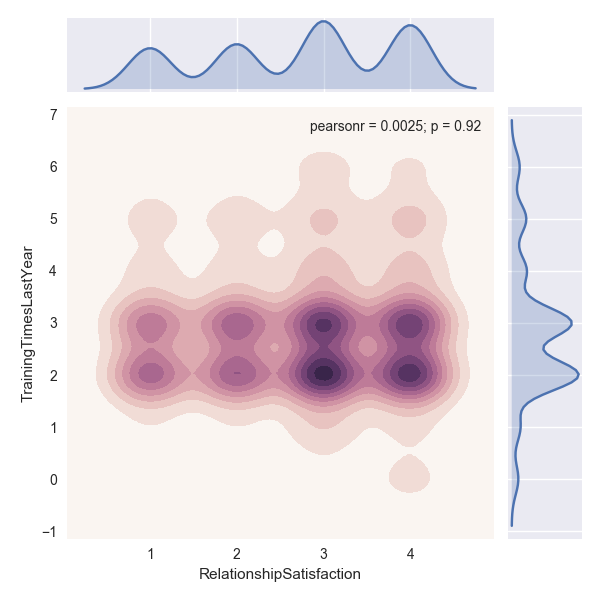 pearsonr = 0.0025; p = 0.92
7
6
5
4
3
2
1
0
−1
TrainingTimesLastYear
1 2 3 4
RelationshipSatisfaction